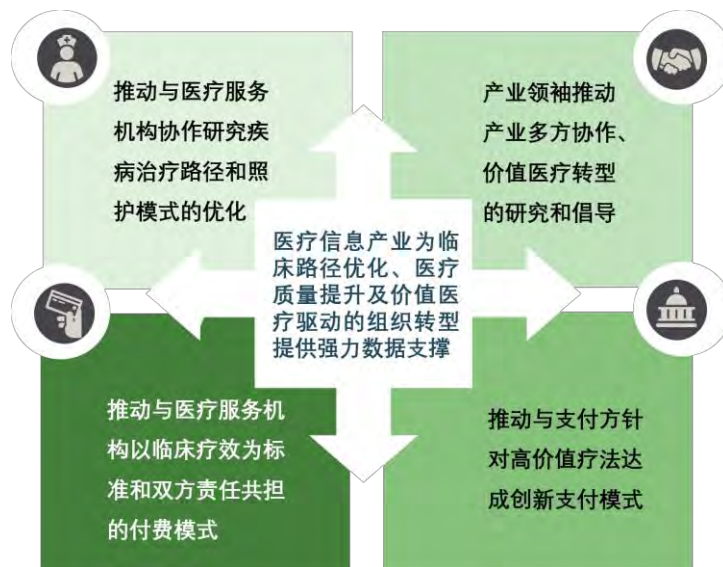 推动与医疗服务
机构协作研究疾
病治疗路径和照
护模式的优化
产业领袖推动
产业多方协作、
价值医疗转型
的研究和倡导
医疗信息产业为临
床路径优化、医疗
质量提升及价值医
疗驱动的组织转型
提供强力数据支撑
推动与医疗服务机
构以临床疗效为标
准和双方责任共担
的付费模式
推动与支付方针
对高价值疗法达
成创新支付模式